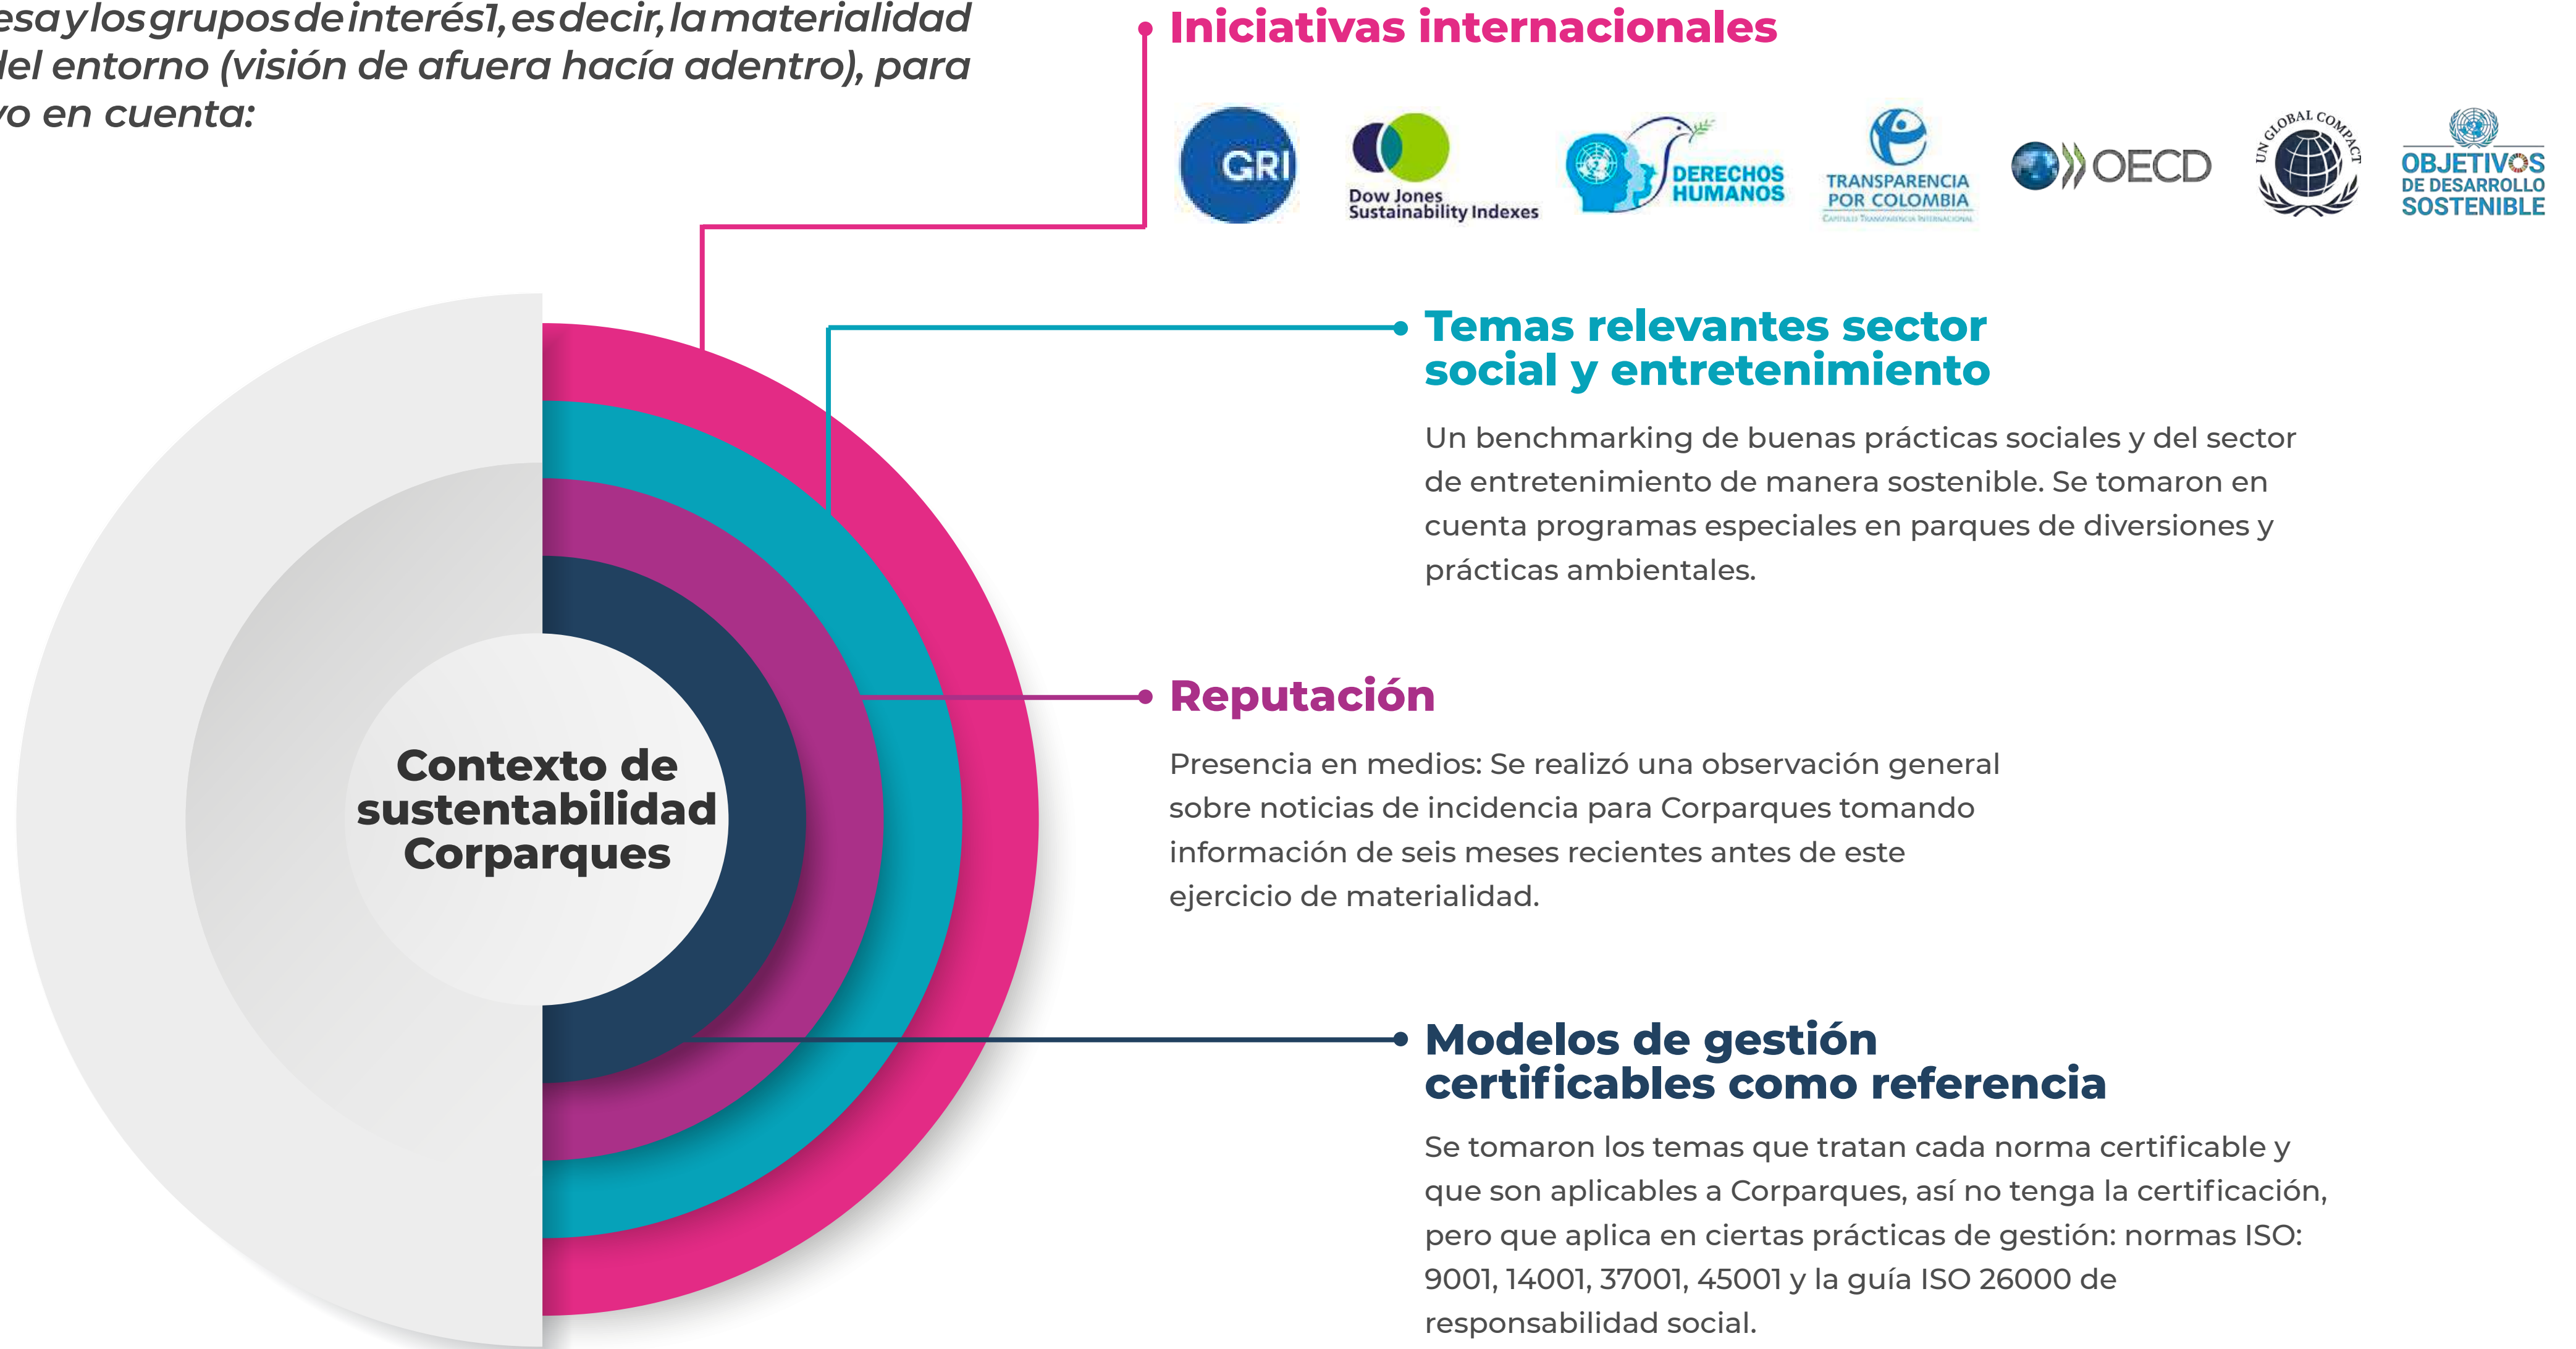 esa y los grupos de interés1, es decir, la materialidad
del entorno (visión de afuera hacía adentro), para
vo en cuenta:
Iniciativas internacionales
GRI
Dow Jones
Sustainability Indexes
DERECHOS
HUMANOS
TRANSPARENCIA
POR COLOMBIA
CAPÍTULO TRANSPARENCIA INTERNACIONAL
OECD
UN GLOBAL COMPACT
OBJETIVOS
DE DESARROLLO
SOSTENIBLE
Temas relevantes sector
social y entretenimiento
Un benchmarking de buenas prácticas sociales y del sector
de entretenimiento de manera sostenible. Se tomaron en
cuenta programas especiales en parques de diversiones y
prácticas ambientales.
Reputación
Presencia en medios: Se realizó una observación general
sobre noticias de incidencia para Corparques tomando
información de seis meses recientes antes de este
ejercicio de materialidad.
Contexto de
sustentabilidad
Corparques
Modelos de gestión
certificables como referencia
Se tomaron los temas que tratan cada norma certificable y
que son aplicables a Corparques, así no tenga la certificación,
pero que aplica en ciertas prácticas de gestión: normas ISO:
9001, 14001, 37001, 45001 y la guía ISO 26000 de
responsabilidad social.